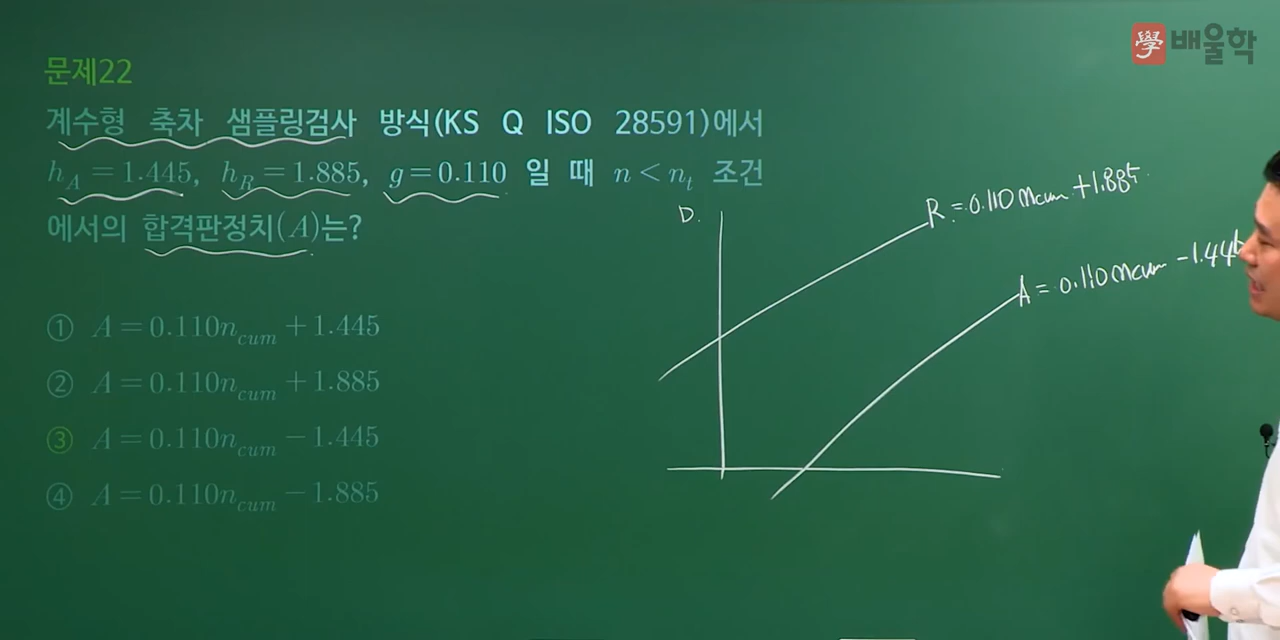 學배울학
문제22
계수형 축차 샘플링검사 방식(KS Q ISO 28591)에서
h_A = 1.445, h_R = 1.885, g = 0.110 일 때 n < n_t 조건
에서의 합격판정치(A)는?
① A = 0.110n_cum + 1.445
② A = 0.110n_cum + 1.885
③ A = 0.110n_cum − 1.445
④ A = 0.110n_cum − 1.885
D.
R = 0.110 ncum + 1.885
A = 0.110 ncum - 1.44